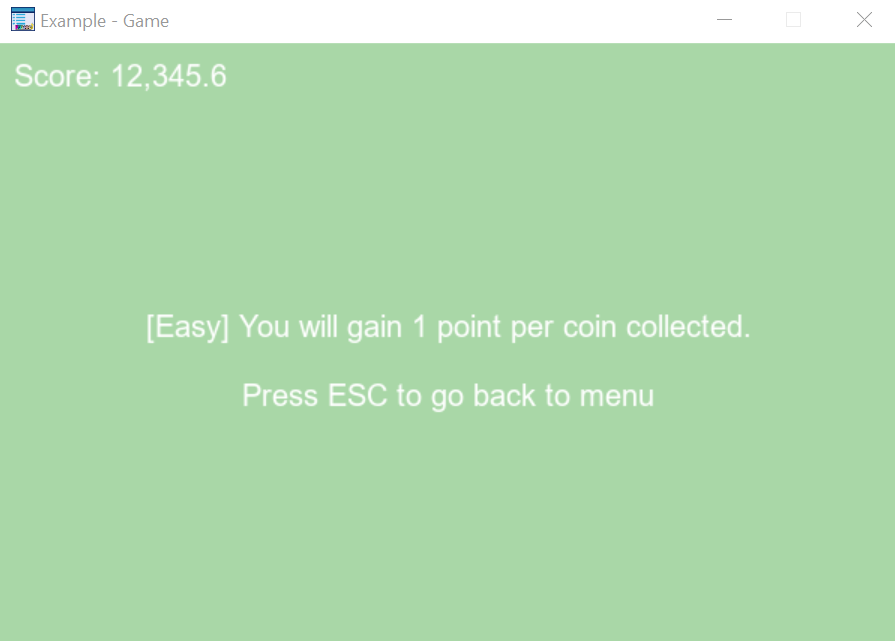 Example - Game
Score: 12,345.6
[Easy] You will gain 1 point per coin collected.
Press ESC to go back to menu